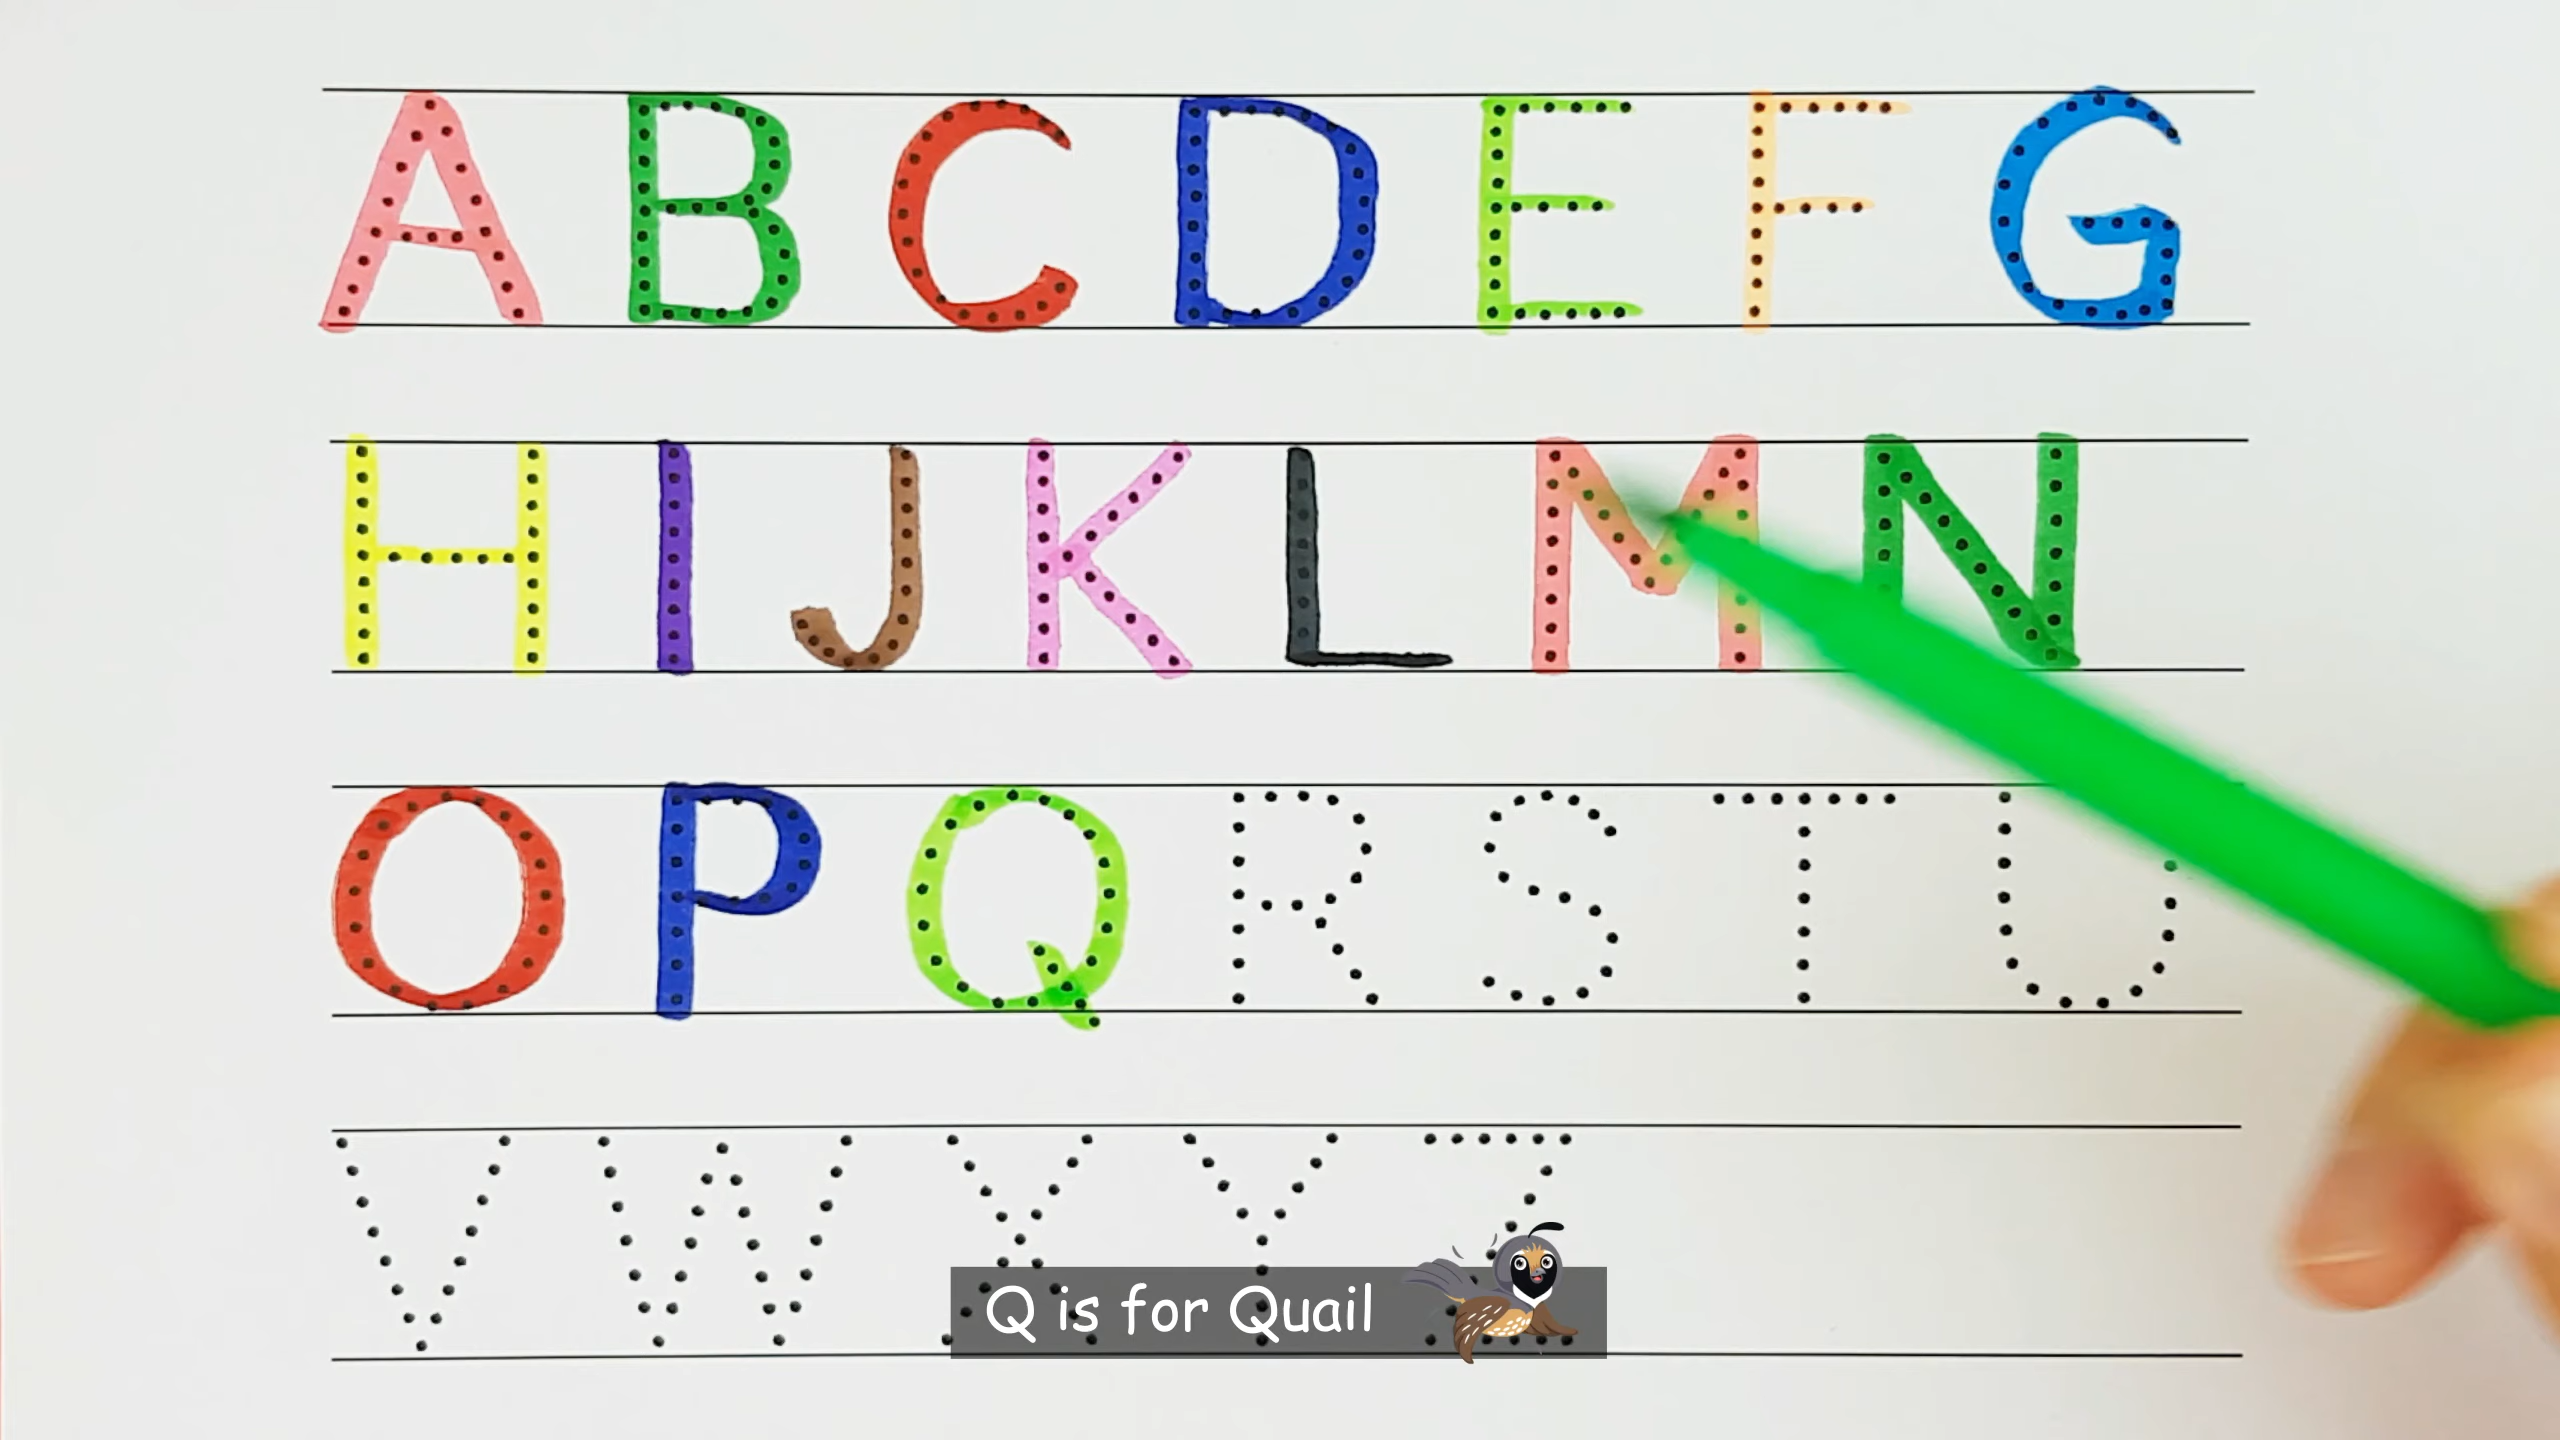 A B C D E F G
H I J K L M N
O P Q R S T U
V W X Y Z
Q is for Quail